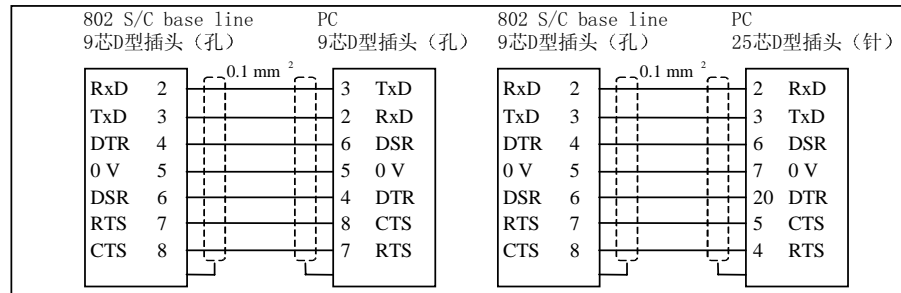 802 S/C base line PC
9芯D型插头（孔） 9芯D型插头（孔）
0.1 mm 2
RxD 2 3 TxD
TxD 3 2 RxD
DTR 4 6 DSR
0 V 5 5 0 V
DSR 6 4 DTR
RTS 7 8 CTS
CTS 8 7 RTS
802 S/C base line PC
9芯D型插头（孔） 25芯D型插头（针）
0.1 mm 2
RxD 2 2 RxD
TxD 3 3 TxD
DTR 4 6 DSR
0 V 5 7 0 V
DSR 6 20 DTR
RTS 7 5 CTS
CTS 8 4 RTS